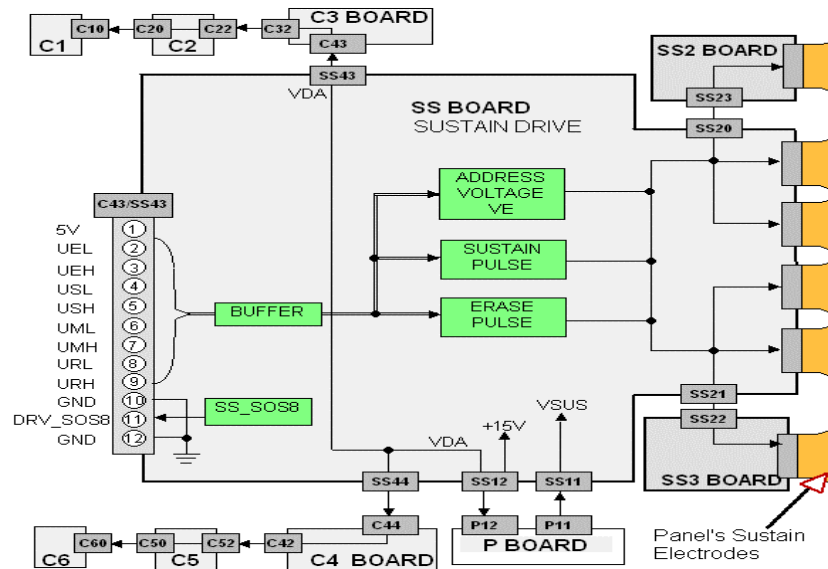 C3 BOARD
C10
C20
C22
C32
C1
C2
C43
SS43
VDA
SS2 BOARD
SS23
SS BOARD
SUSTAIN DRIVE
SS20
ADDRESS
VOLTAGE
VE
C43/SS43
5V 1
UEL 2
UEH 3
USL 4
USH 5
UML 6
UMH 7
URL 8
URH 9
GND 10
DRV_SOS8 11
GND 12
BUFFER
SUSTAIN
PULSE
ERASE
PULSE
SS_SOS8
SS21
SS22
SS3 BOARD
VSUS
+15V
VDA
SS44
SS12
SS11
C44
P12
P11
P BOARD
C60
C50
C52
C42
C6
C5
C4 BOARD
Panel's Sustain
Electrodes